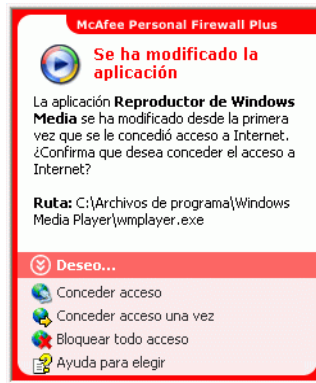 McAfee Personal Firewall Plus
Se ha modificado la
aplicación
La aplicación Reproductor de Windows
Media se ha modificado desde la primera
vez que se le concedió acceso a Internet.
¿Confirma que desea conceder el acceso a
Internet?
Ruta: C:\Archivos de programa\Windows
Media Player\wmplayer.exe
Deseo...
Conceder acceso
Conceder acceso una vez
Bloquear todo acceso
Ayuda para elegir